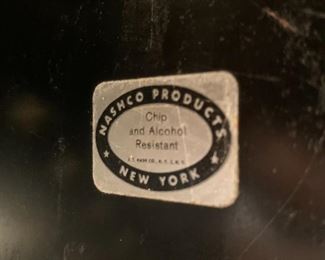 NASHCO PRODUCTS
Chip
and Alcohol
Resistant
NEW YORK